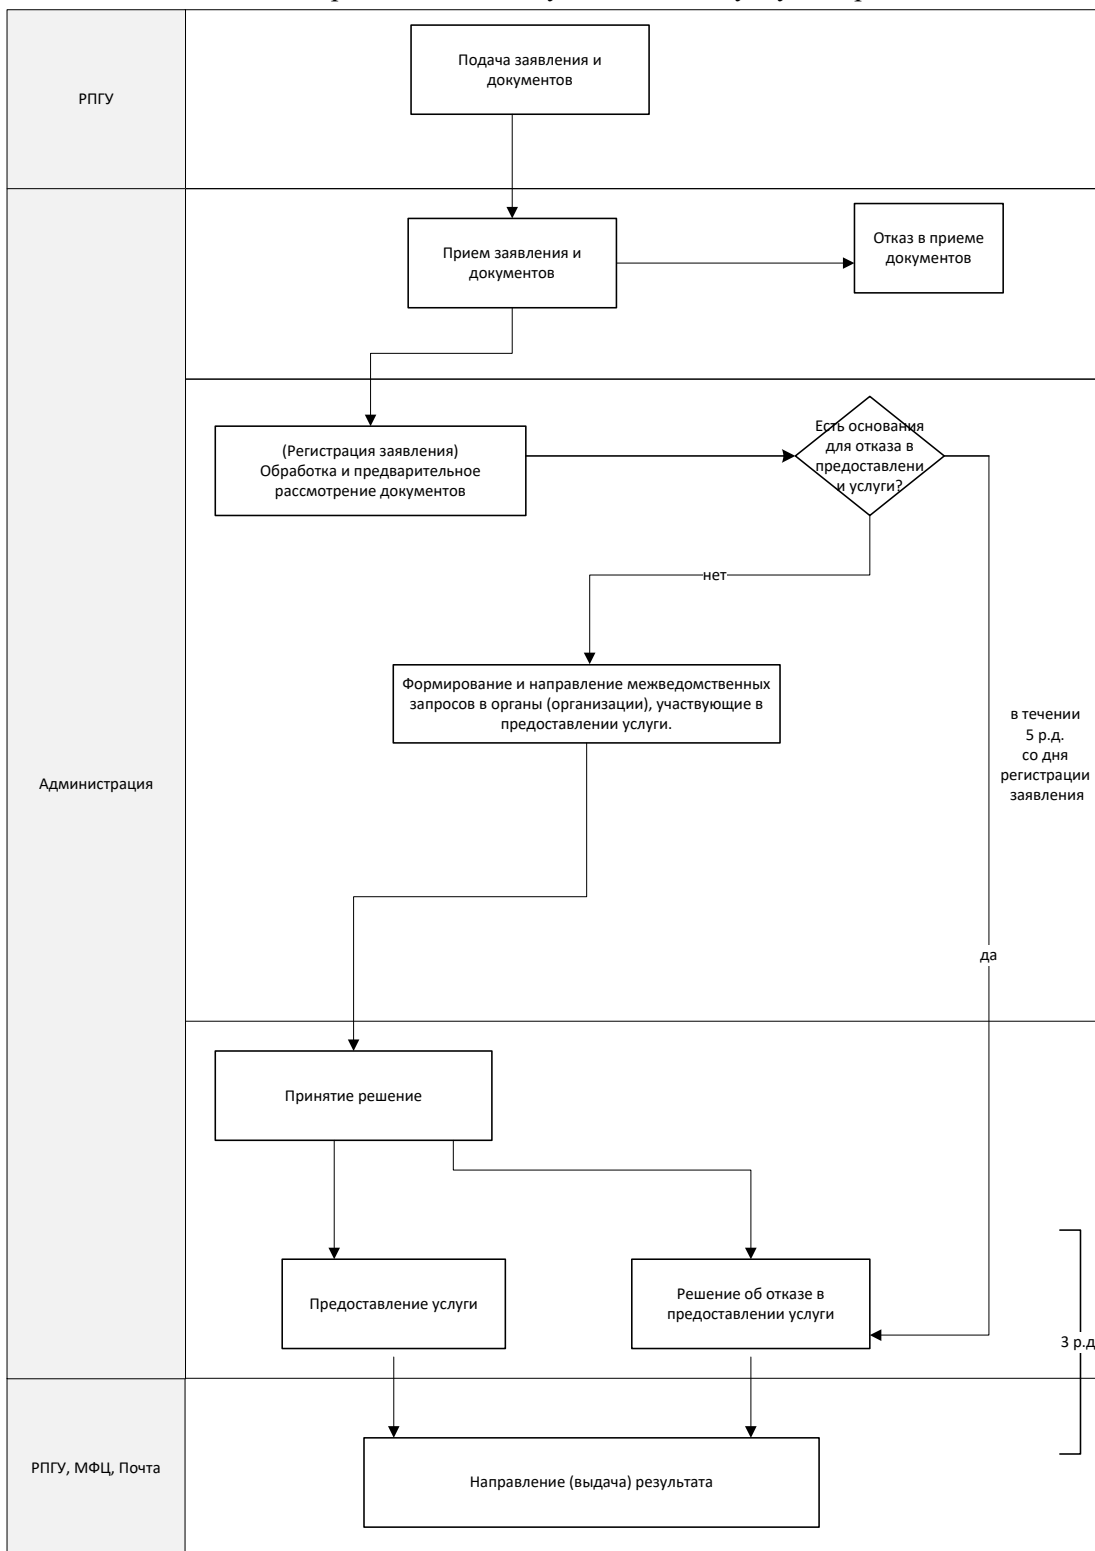 РПГУ
Подача заявления и
документов
Прием заявления и
документов
Отказ в приеме
документов
(Регистрация заявления)
Обработка и предварительное
рассмотрение документов
Есть основания
для отказа в
предоставлени
и услуги?
нет
Формирование и направление межведомственных
запросов в органы (организации), участвующие в
предоставлении услуги.
в течении
5 р.д.
со дня
регистрации
заявления
Администрация
да
Принятие решение
Предоставление услуги
Решение об отказе в
предоставлении услуги
3 р.д
РПГУ, МФЦ, Почта
Направление (выдача) результата